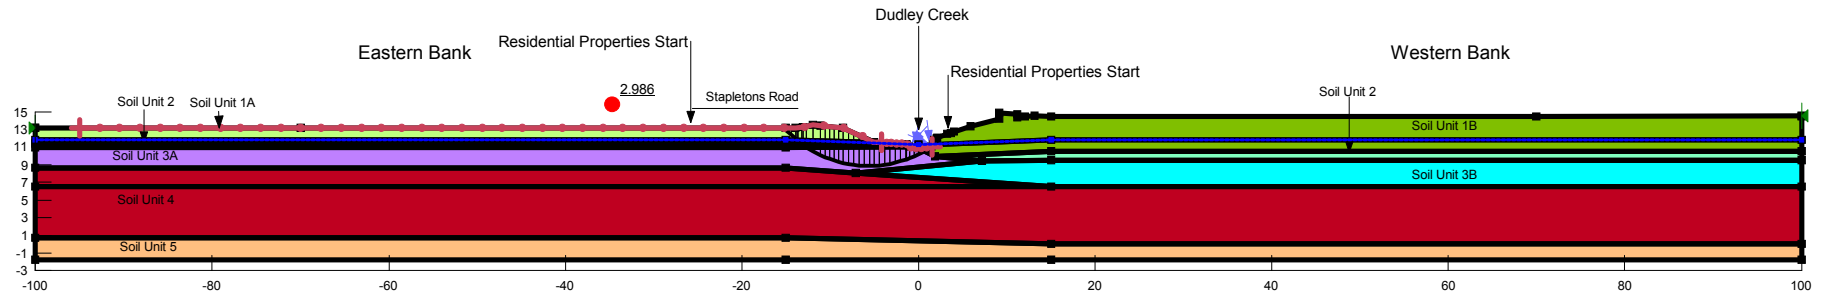 Dudley Creek
Eastern Bank
Residential Properties Start
Western Bank
Residential Properties Start
2.986
Stapletons Road
Soil Unit 2
Soil Unit 1A
Soil Unit 2
15
13
11
9
7
5
3
1
-1
-3
Soil Unit 1B
Soil Unit 3A
Soil Unit 3B
Soil Unit 4
Soil Unit 5
-100
-80
-60
-40
-20
0
20
40
60
80
100